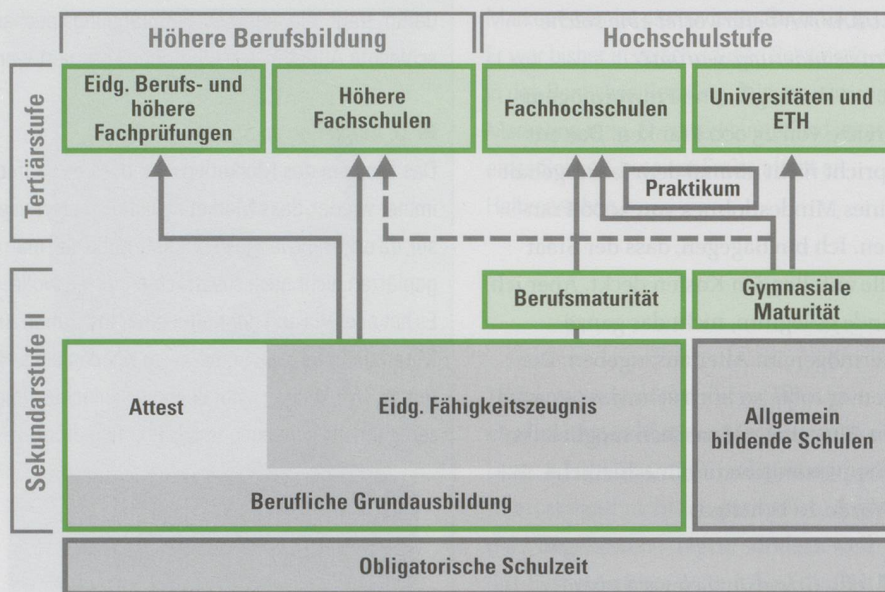 Höhere Berufsbildung
Hochschulstufe
Tertiärstufe
Eidg. Berufs- und
höhere
Fachprüfungen
Höhere
Fachschulen
Fachhochschulen
Universitäten und
ETH
Praktikum
Sekundarstufe II
Berufsmaturität
Gymnasiale
Maturität
Attest
Eidg. Fähigkeitszeugnis
Allgemein
bildende Schulen
Berufliche Grundausbildung
Obligatorische Schulzeit